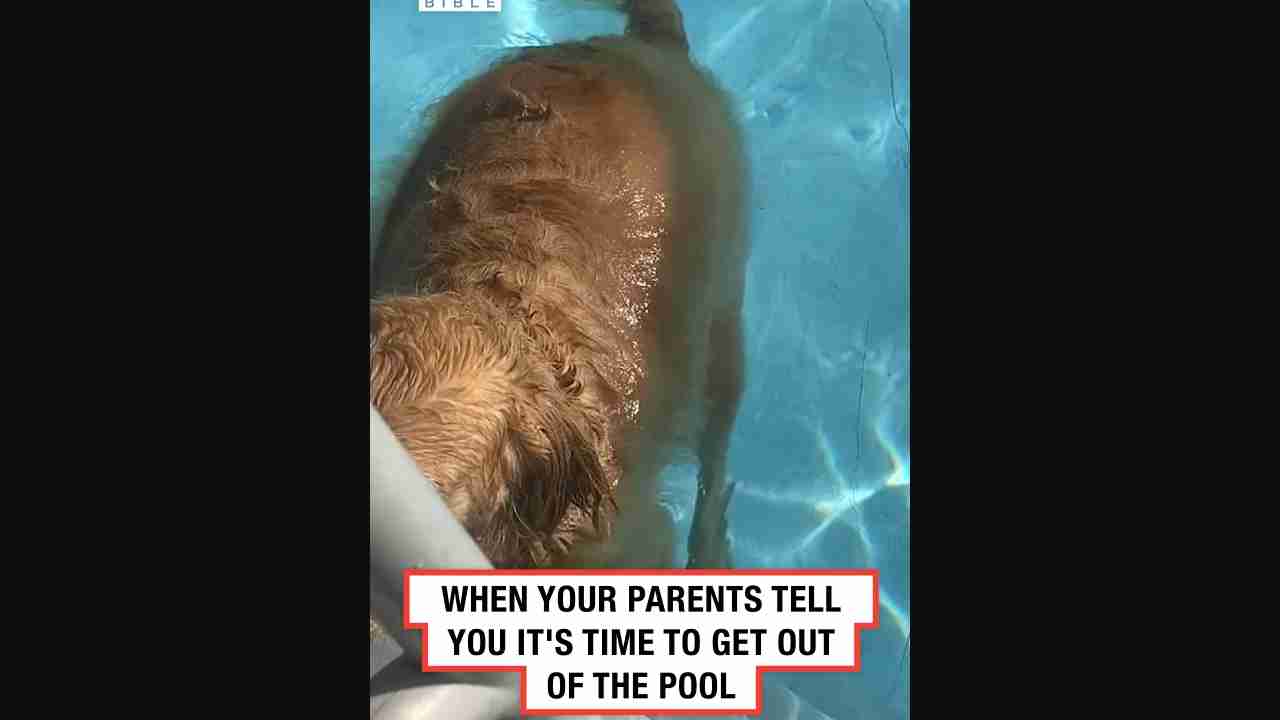 BIBLE
WHEN YOUR PARENTS TELL
YOU IT'S TIME TO GET OUT
OF THE POOL